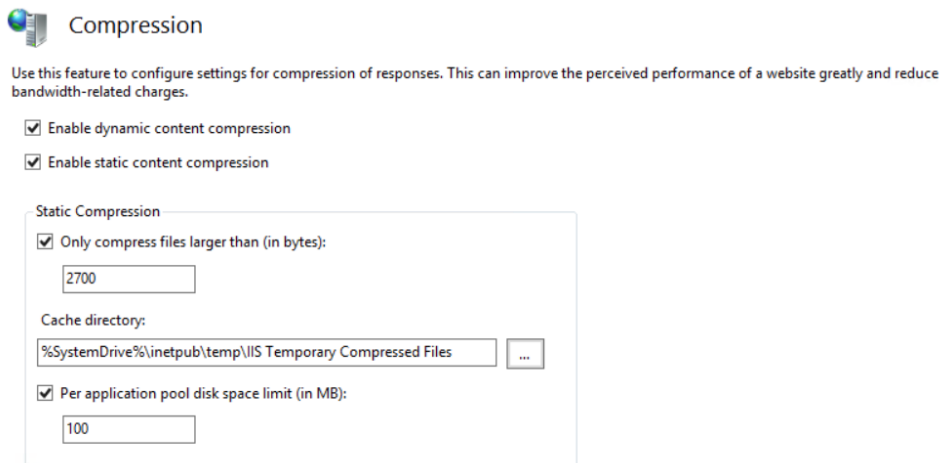 Compression
Use this feature to configure settings for compression of responses. This can improve the perceived performance of a website greatly and reduce
bandwidth-related charges.
Enable dynamic content compression
Enable static content compression
Static Compression
Only compress files larger than (in bytes):
2700
Cache directory:
%SystemDrive%\inetpub\temp\IIS Temporary Compressed Files
...
Per application pool disk space limit (in MB):
100